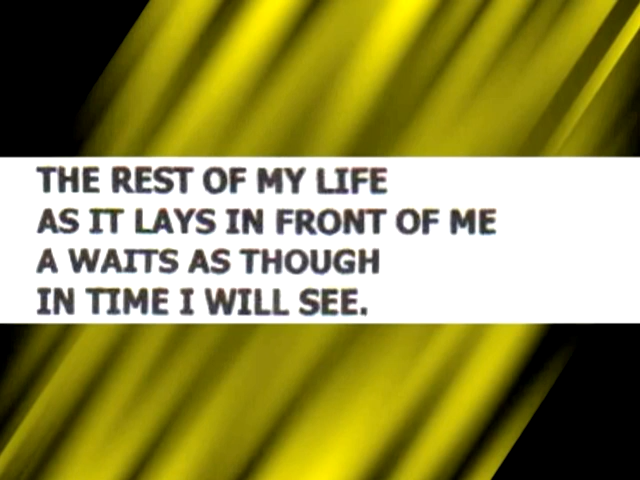 THE REST OF MY LIFE
AS IT LAYS IN FRONT OF ME
A WAITS AS THOUGH
IN TIME I WILL SEE.